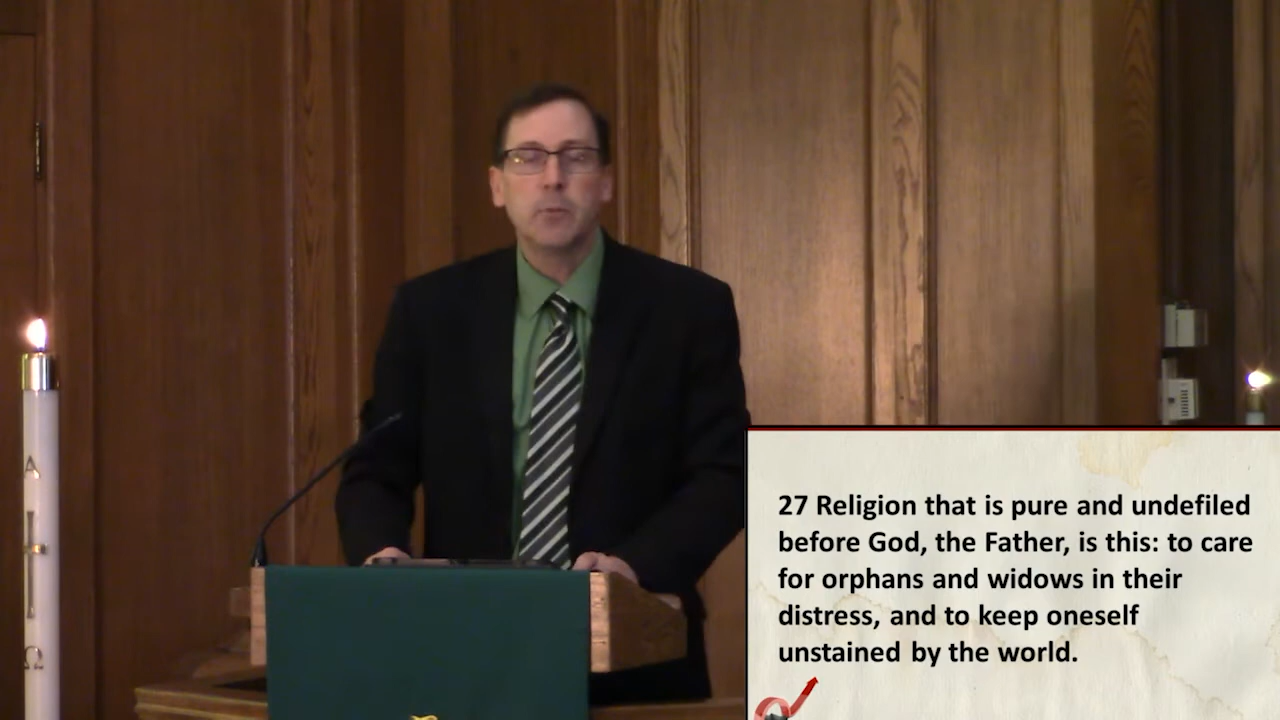 Α
Ω
27 Religion that is pure and undefiled
before God, the Father, is this: to care
for orphans and widows in their
distress, and to keep oneself
unstained by the world.